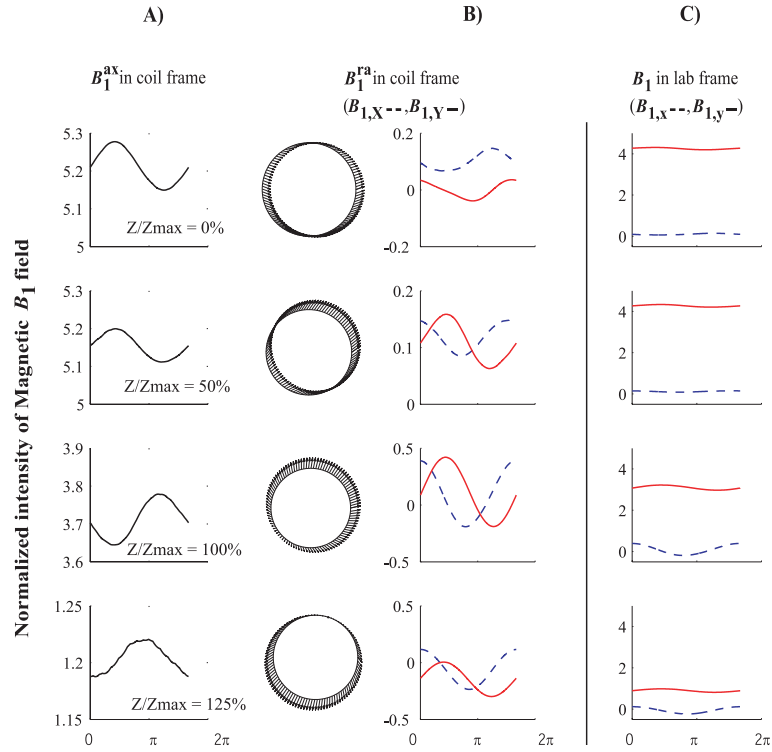 A) B) C)
B₁ᵃˣ in coil frame B₁ʳᵃ in coil frame B₁ in lab frame
(B₁,X - -, B₁,Y −) (B₁,x - -, B₁,y −)
Normalized intensity of Magnetic B₁ field
5.3 0.2 4
5.2 0 2
5.1 0
5 -0.2
Z/Zmax = 0%
5.3 0.2 4
5.2 0.1 2
5.1 0
5 0
Z/Zmax = 50%
3.9 0.5 4
3.8 0 2
3.7 0
3.6 -0.5
Z/Zmax = 100%
1.25 0.5 4
1.2 0 2
1.15 -0.5 0
Z/Zmax = 125%
0 π 2π 0 π 2π 0 π 2π